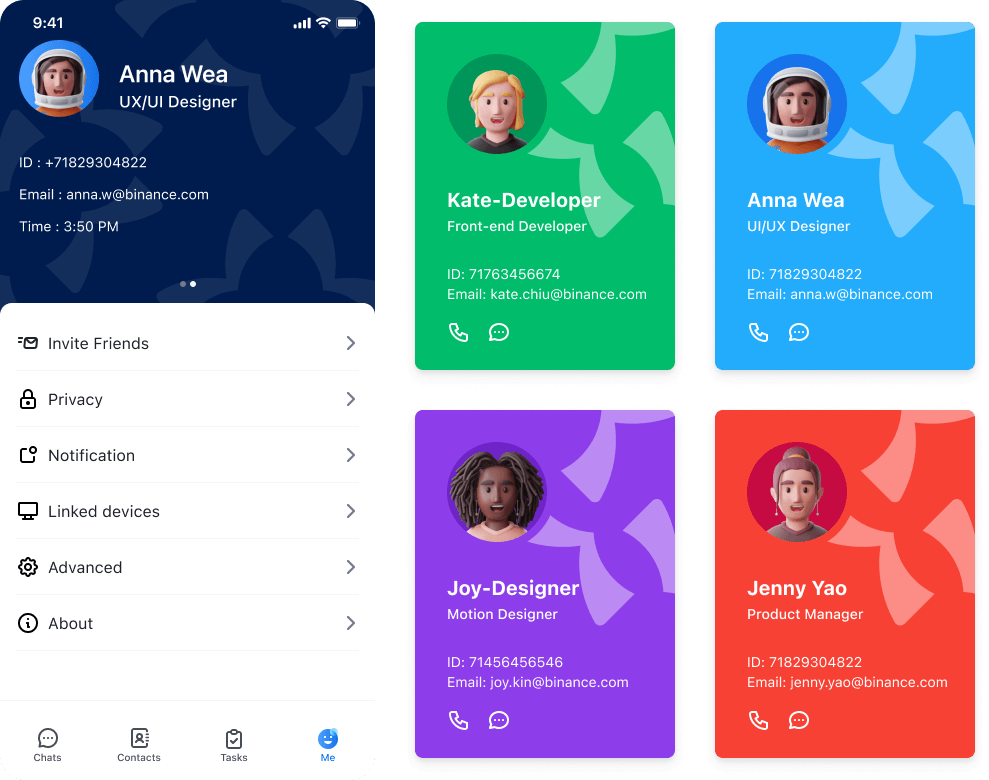 9:41
Anna Wea
UX/UI Designer
ID : +71829304822
Email : anna.w@binance.com
Time : 3:50 PM
Invite Friends
Privacy
Notification
Linked devices
Advanced
About
Chats
Contacts
Tasks
Me
Kate-Developer
Front-end Developer
ID: 71763456674
Email: kate.chiu@binance.com
Anna Wea
UI/UX Designer
ID: 71829304822
Email: anna.w@binance.com
Joy-Designer
Motion Designer
ID: 71456456546
Email: joy.kin@binance.com
Jenny Yao
Product Manager
ID: 71829304822
Email: jenny.yao@binance.com